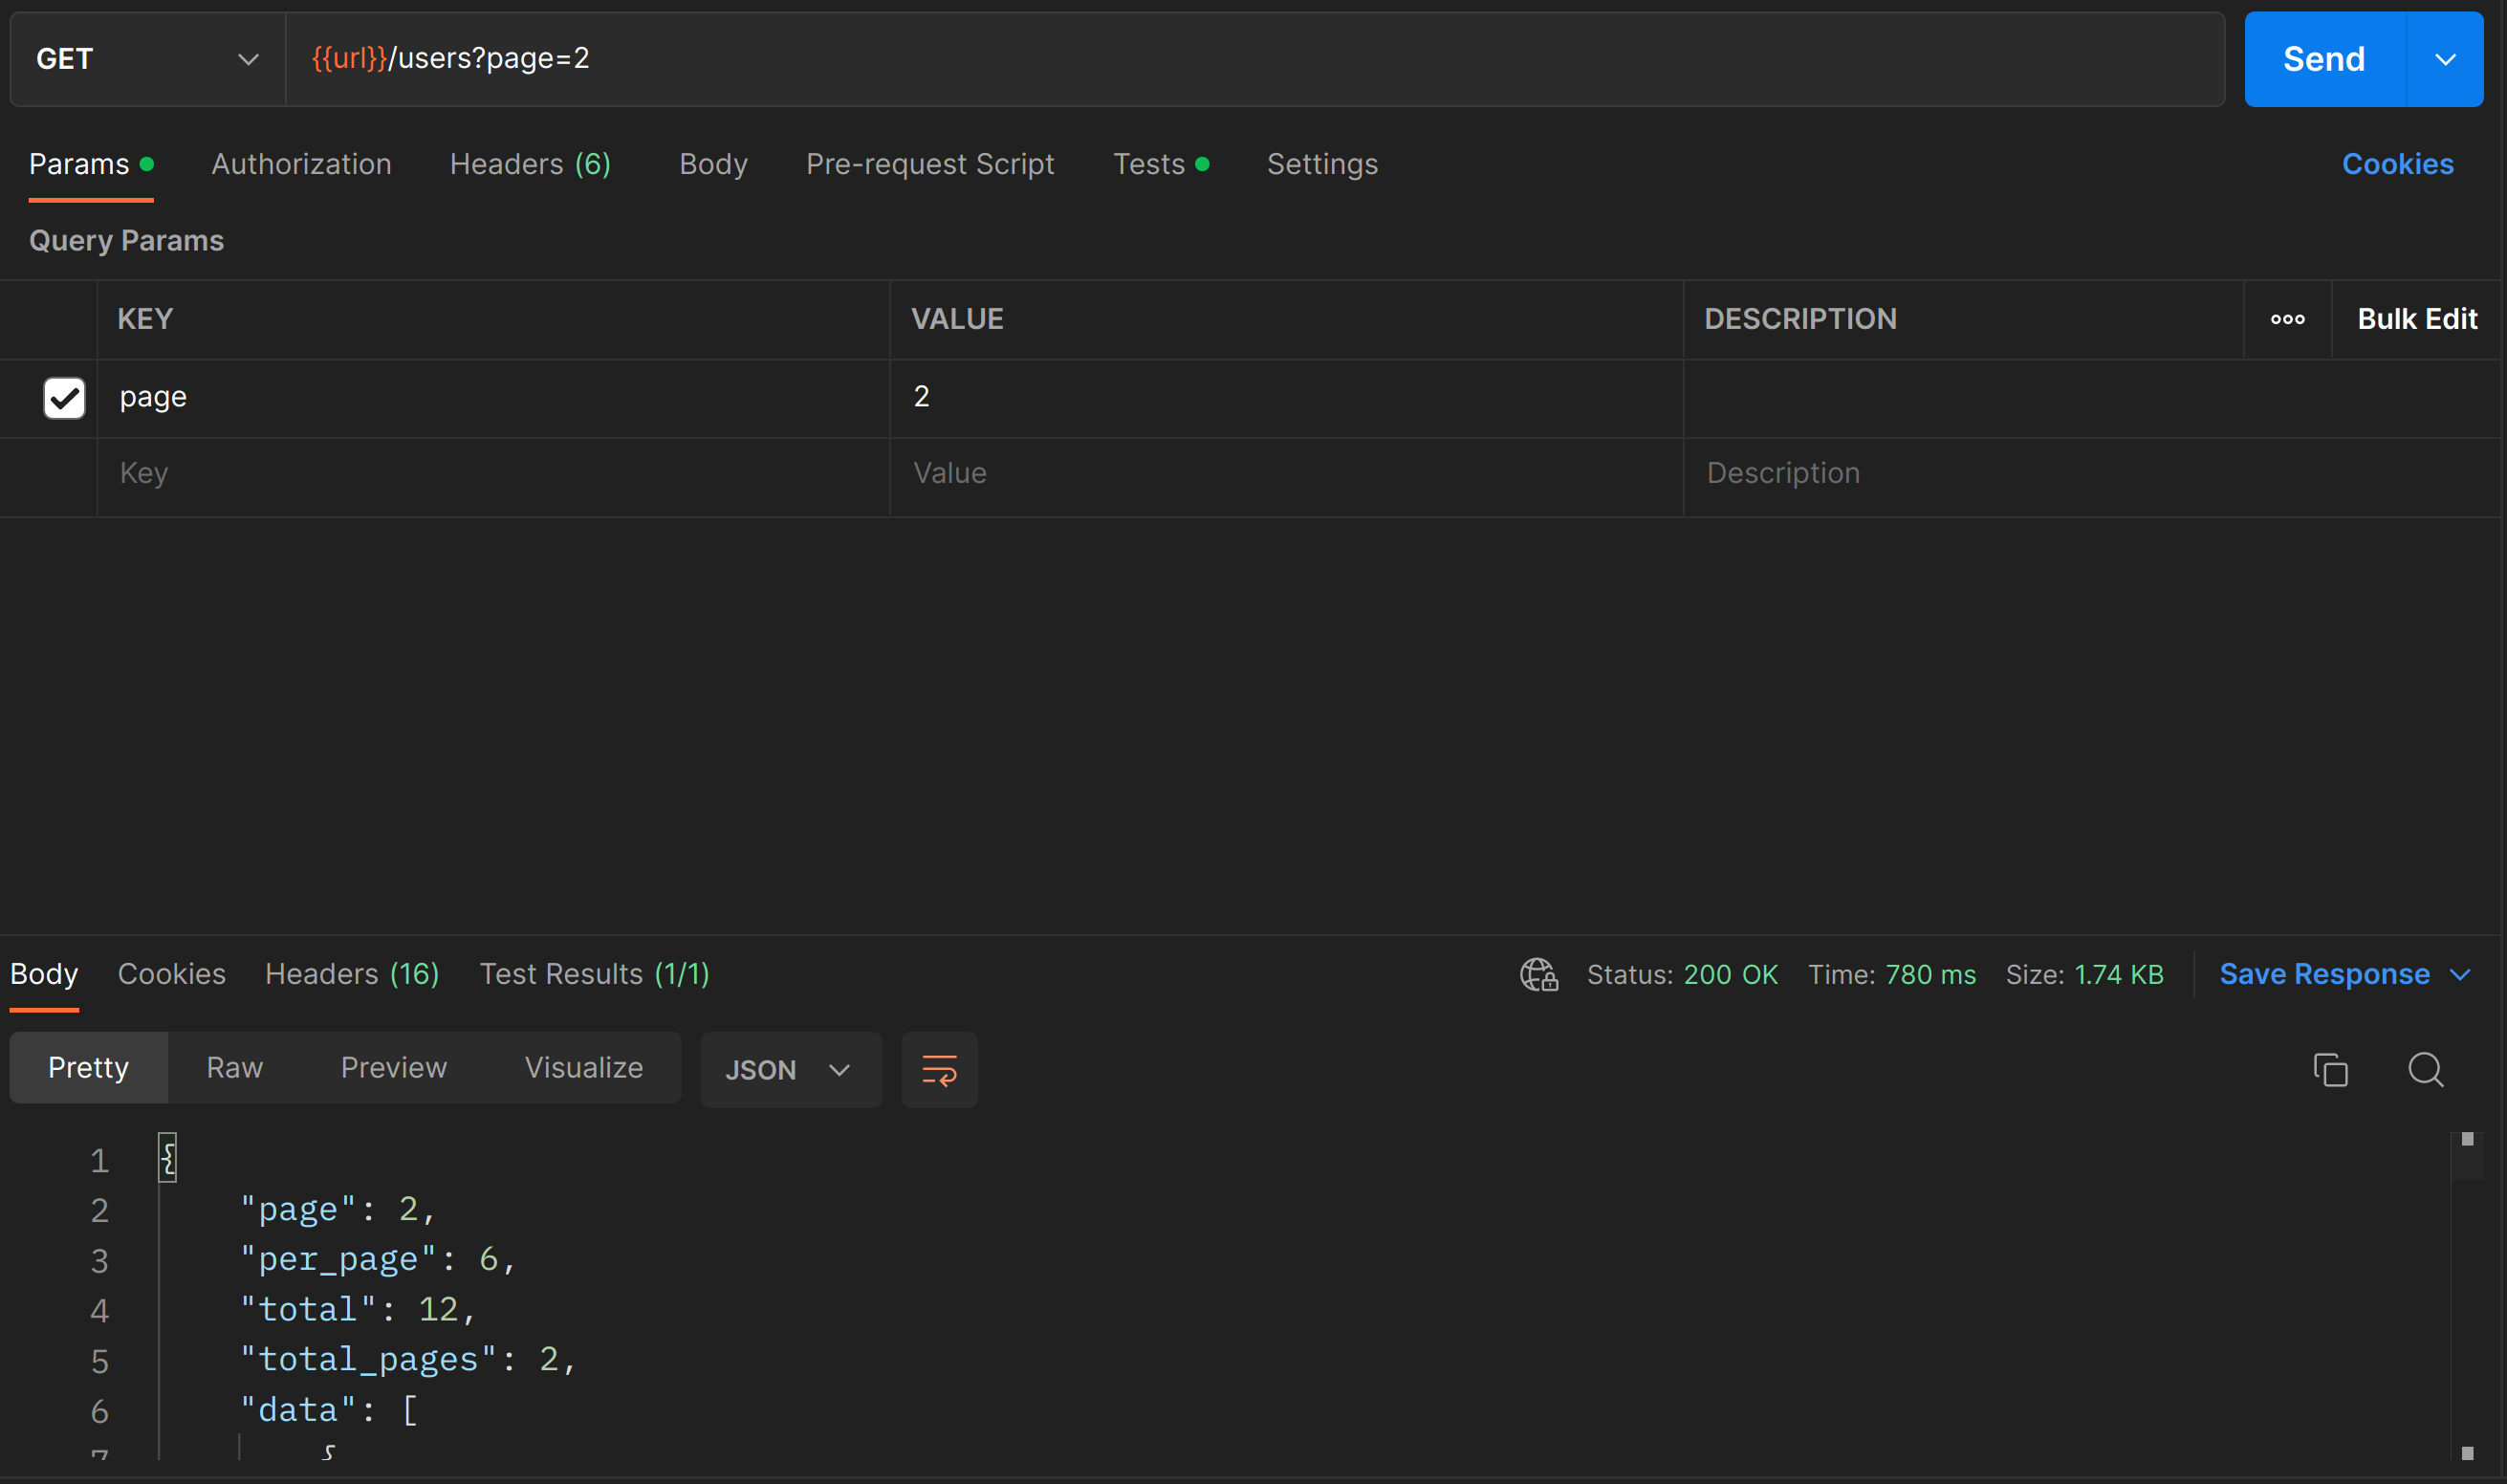 GET {{url}}/users?page=2 Send
Params Authorization Headers (6) Body Pre-request Script Tests Settings Cookies
Query Params
KEY VALUE DESCRIPTION Bulk Edit
page 2
Key Value Description
Body Cookies Headers (16) Test Results (1/1) Status: 200 OK Time: 780 ms Size: 1.74 KB Save Response
Pretty Raw Preview Visualize JSON
1 {
2 "page": 2,
3 "per_page": 6,
4 "total": 12,
5 "total_pages": 2,
6 "data": [
7 {